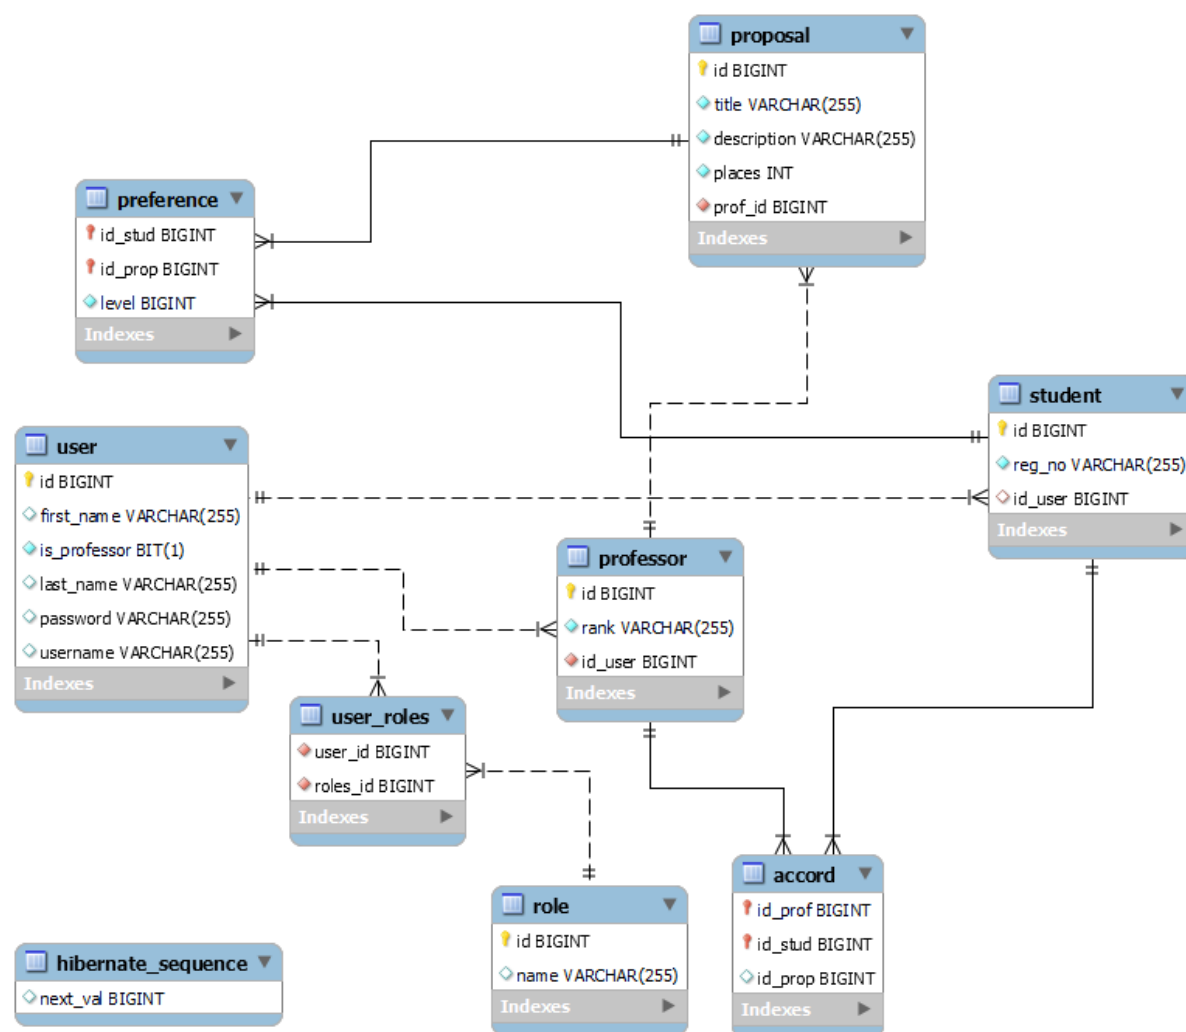 proposal
id BIGINT
title VARCHAR(255)
description VARCHAR(255)
places INT
prof_id BIGINT
Indexes
preference
id_stud BIGINT
id_prop BIGINT
level BIGINT
Indexes
student
id BIGINT
reg_no VARCHAR(255)
id_user BIGINT
Indexes
user
id BIGINT
first_name VARCHAR(255)
is_professor BIT(1)
last_name VARCHAR(255)
password VARCHAR(255)
username VARCHAR(255)
Indexes
professor
id BIGINT
rank VARCHAR(255)
id_user BIGINT
Indexes
user_roles
user_id BIGINT
roles_id BIGINT
Indexes
accord
id_prof BIGINT
id_stud BIGINT
id_prop BIGINT
Indexes
role
id BIGINT
name VARCHAR(255)
Indexes
hibernate_sequence
next_val BIGINT